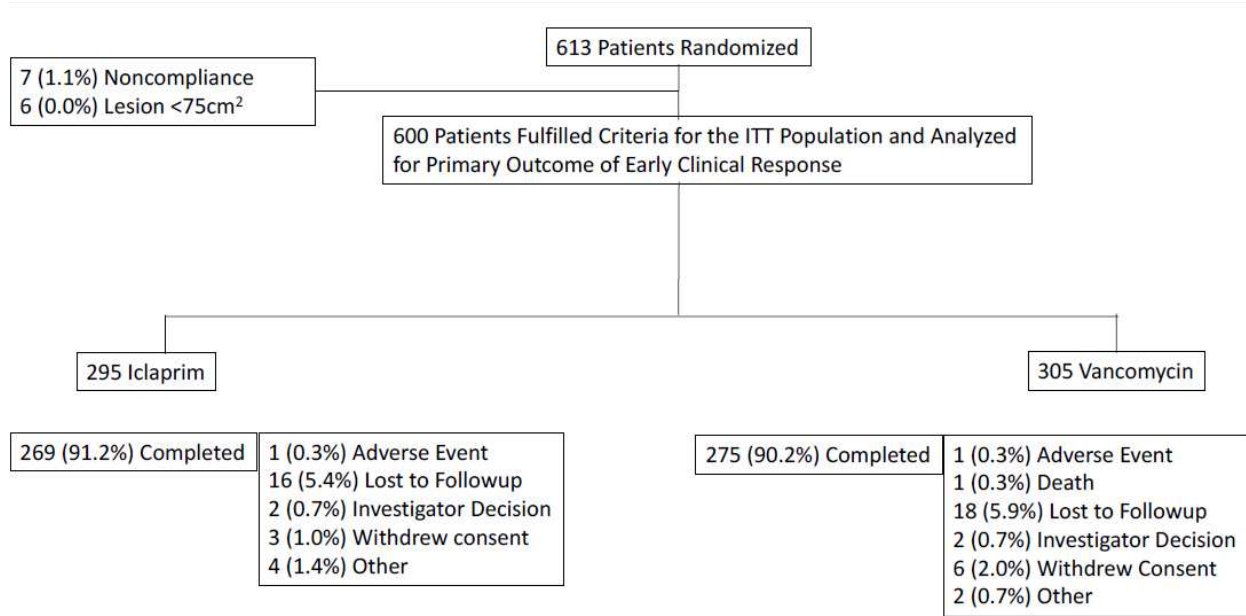 613 Patients Randomized
7 (1.1%) Noncompliance
6 (0.0%) Lesion <75cm²
600 Patients Fulfilled Criteria for the ITT Population and Analyzed
for Primary Outcome of Early Clinical Response
295 Iclaprim
305 Vancomycin
269 (91.2%) Completed
1 (0.3%) Adverse Event
16 (5.4%) Lost to Followup
2 (0.7%) Investigator Decision
3 (1.0%) Withdrew consent
4 (1.4%) Other
275 (90.2%) Completed
1 (0.3%) Adverse Event
1 (0.3%) Death
18 (5.9%) Lost to Followup
2 (0.7%) Investigator Decision
6 (2.0%) Withdrew Consent
2 (0.7%) Other